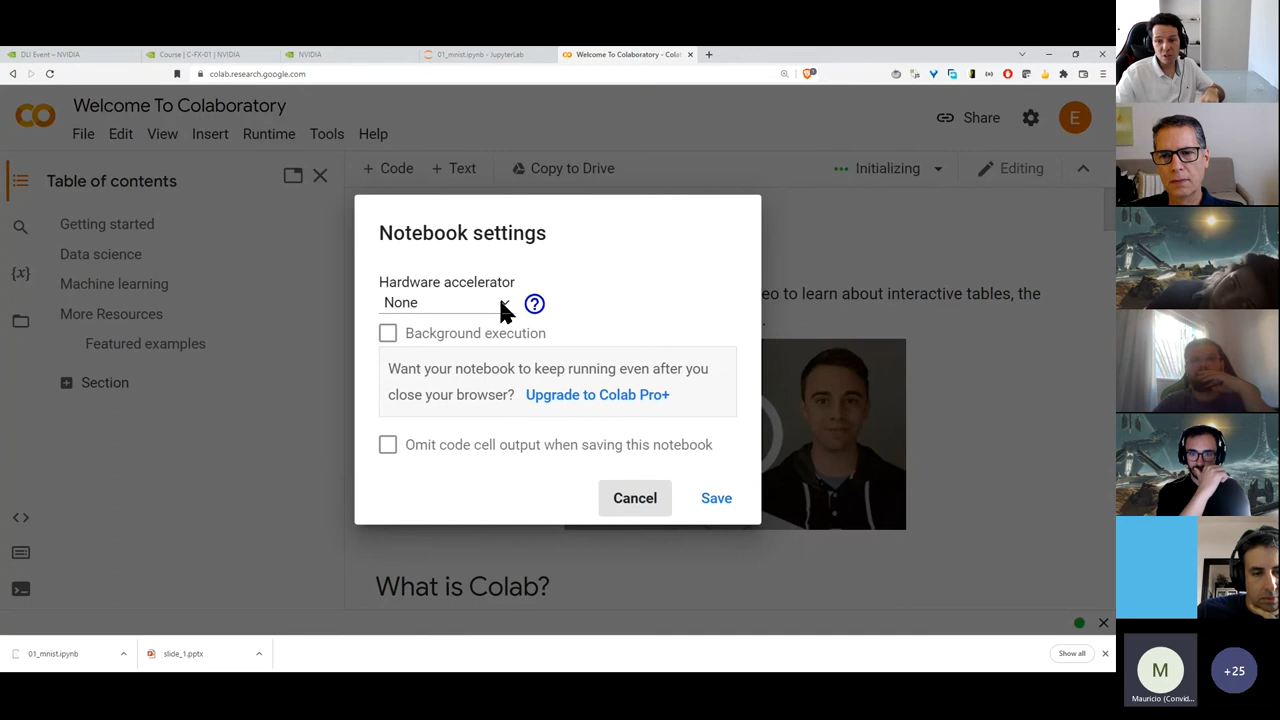 DLI Event – NVIDIA
Course | C-FX-01 | NVIDIA
NVIDIA
01_mnist.ipynb - JupyterLab
Welcome To Colaboratory - Colab
colab.research.google.com
Welcome To Colaboratory
File Edit View Insert Runtime Tools Help
Share
E
Table of contents
+ Code + Text Copy to Drive
Initializing
Editing
Getting started
Data science
Machine learning
More Resources
Featured examples
Section
Notebook settings
Hardware accelerator
None
?
Background execution
Want your notebook to keep running even after you
close your browser? Upgrade to Colab Pro+
Omit code cell output when saving this notebook
Cancel Save
eo to learn about interactive tables, the
What is Colab?
01_mnist.ipynb
slide_1.pptx
Show all
M
Mauricio (Convid...
+25